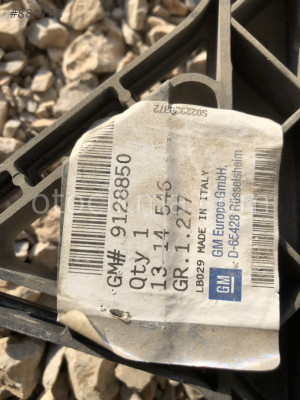 GM# 9128850
Qty 1
13 14 546
GR.1.277
LB029 MADE IN ITALY
GM
GM Europe GmbH,
D-65428 Rüsselsheim